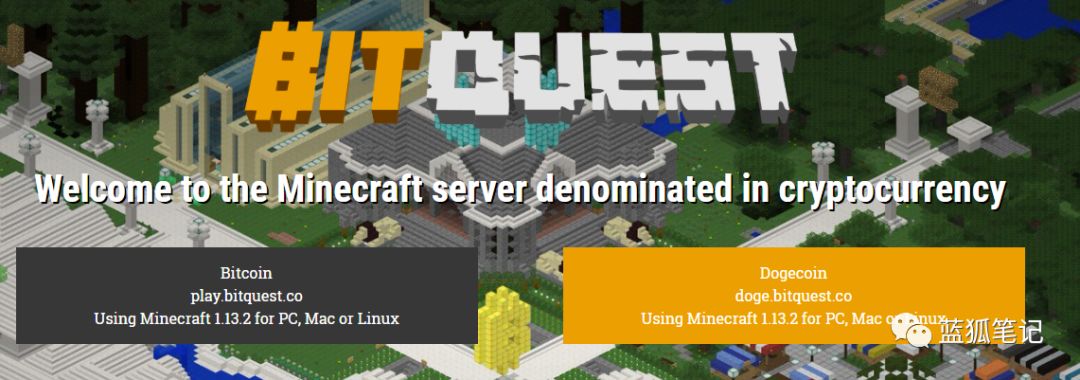 BITQUEST
Welcome to the Minecraft server denominated in cryptocurrency
Bitcoin
play.bitquest.co
Using Minecraft 1.13.2 for PC, Mac or Linux
Dogecoin
doge.bitquest.co
Using Minecraft 1.13.2 for PC, Mac or Linux
蓝狐笔记